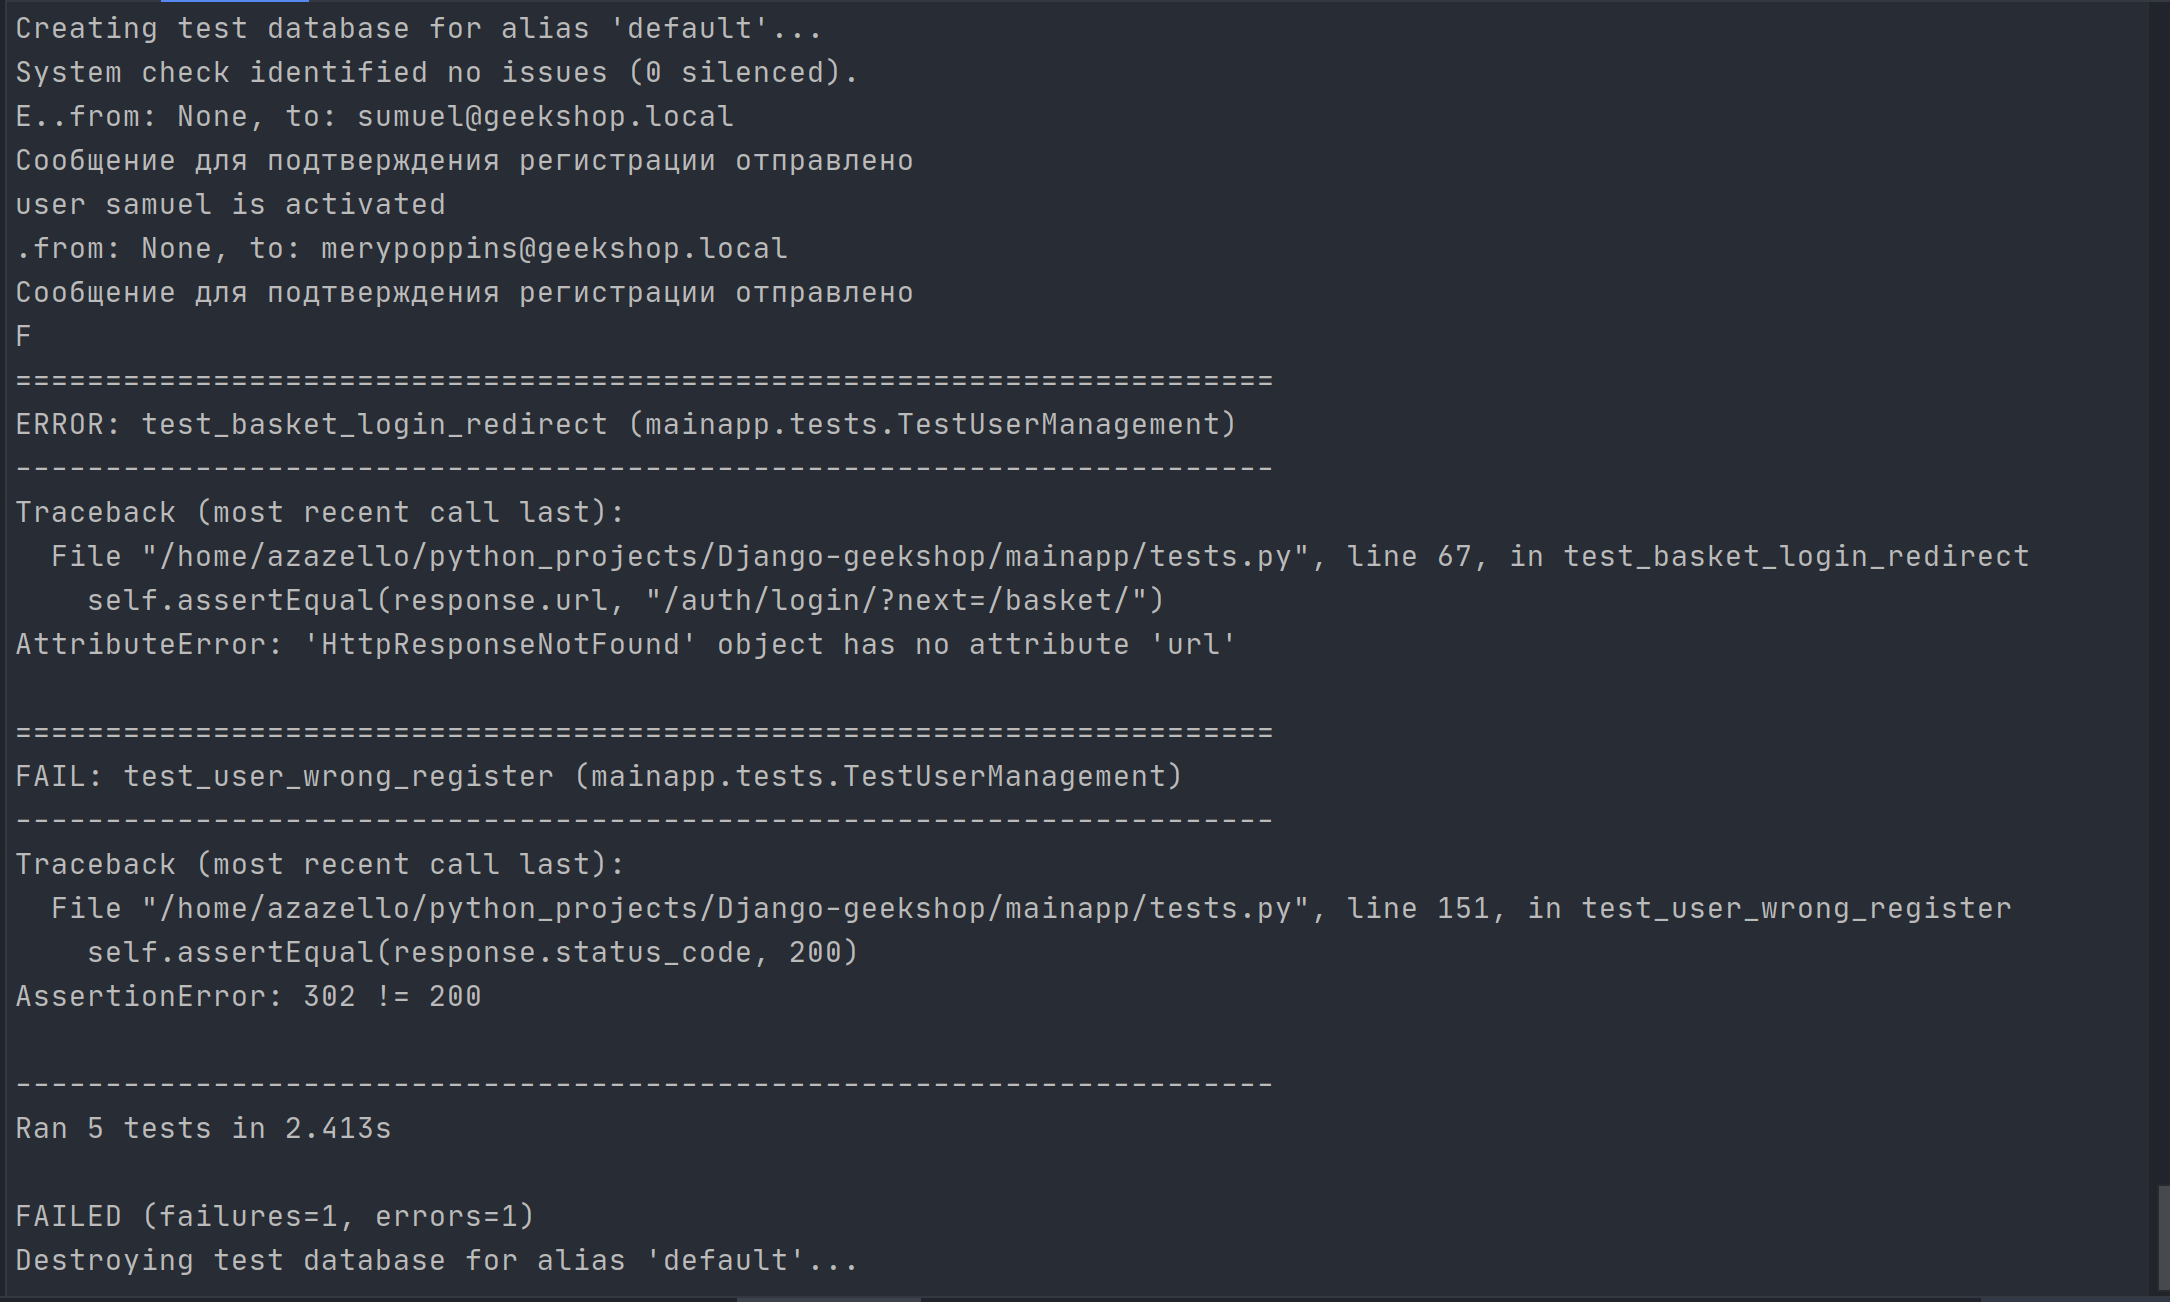 Creating test database for alias 'default'...
System check identified no issues (0 silenced).
E..from: None, to: sumuel@geekshop.local
Сообщение для подтверждения регистрации отправлено
user samuel is activated
.from: None, to: merypoppins@geekshop.local
Сообщение для подтверждения регистрации отправлено
F
======================================================================
ERROR: test_basket_login_redirect (mainapp.tests.TestUserManagement)
----------------------------------------------------------------------
Traceback (most recent call last):
  File "/home/azazello/python_projects/Django-geekshop/mainapp/tests.py", line 67, in test_basket_login_redirect
    self.assertEqual(response.url, "/auth/login/?next=/basket/")
AttributeError: 'HttpResponseNotFound' object has no attribute 'url'

======================================================================
FAIL: test_user_wrong_register (mainapp.tests.TestUserManagement)
----------------------------------------------------------------------
Traceback (most recent call last):
  File "/home/azazello/python_projects/Django-geekshop/mainapp/tests.py", line 151, in test_user_wrong_register
    self.assertEqual(response.status_code, 200)
AssertionError: 302 != 200

----------------------------------------------------------------------
Ran 5 tests in 2.413s

FAILED (failures=1, errors=1)
Destroying test database for alias 'default'...